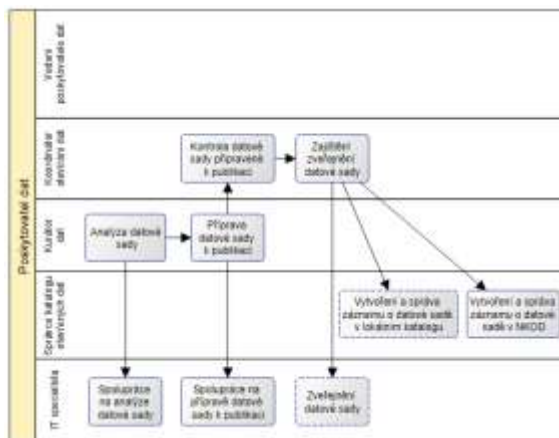 Poskytovatel dat
Vedení
poskytovatele dat
Koordinátor
otevírání dat
Kontrola datové
sady připravené
k publikaci
Zajištění
zveřejnění
datové sady
Kurátor
dat
Analýza datové
sady
Příprava
datové sady
k publikaci
Správce katalogu
otevřených dat
Vytvoření a správa
záznamu o datové sadě
v lokálním katalogu
Vytvoření a správa
záznamu o datové
sadě v NKOD
IT specialista
Spolupráce
na analýze
datové sady
Spolupráce na
přípravě datové
sady k publikaci
Zveřejnění
datové sady